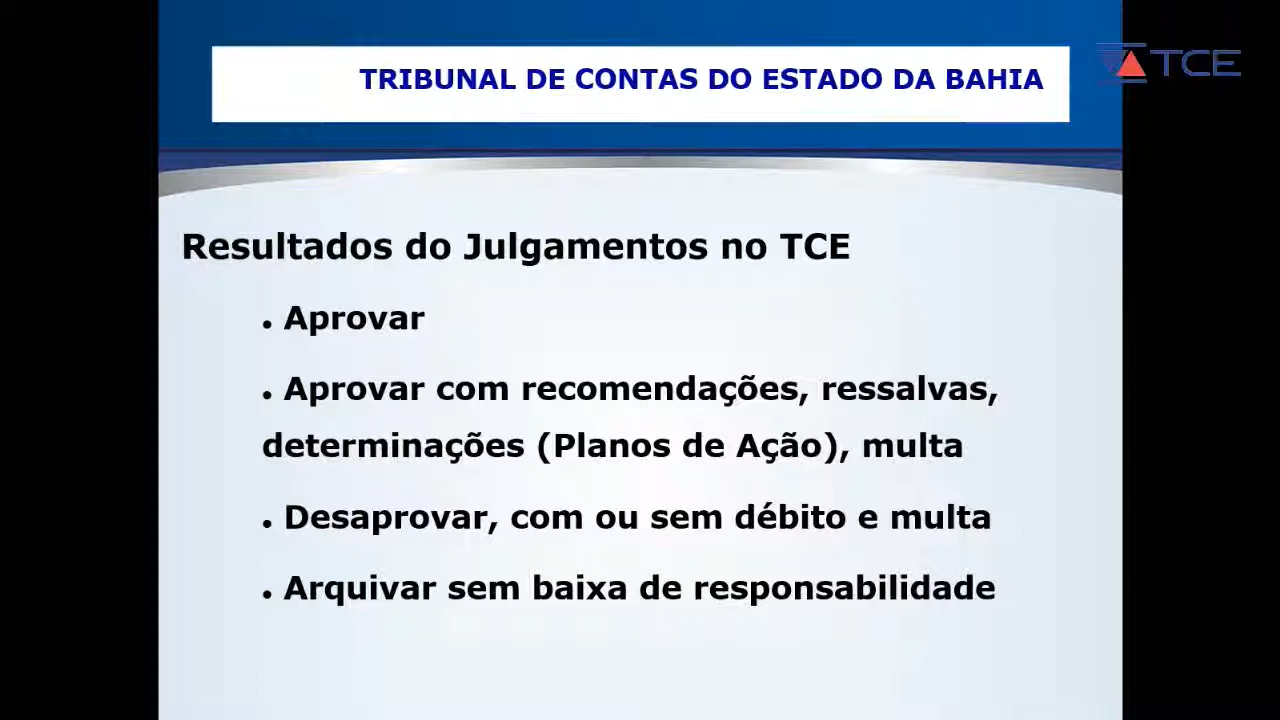 TRIBUNAL DE CONTAS DO ESTADO DA BAHIA
TCE
Resultados do Julgamentos no TCE
• Aprovar
• Aprovar com recomendações, ressalvas,
determinações (Planos de Ação), multa
• Desaprovar, com ou sem débito e multa
• Arquivar sem baixa de responsabilidade